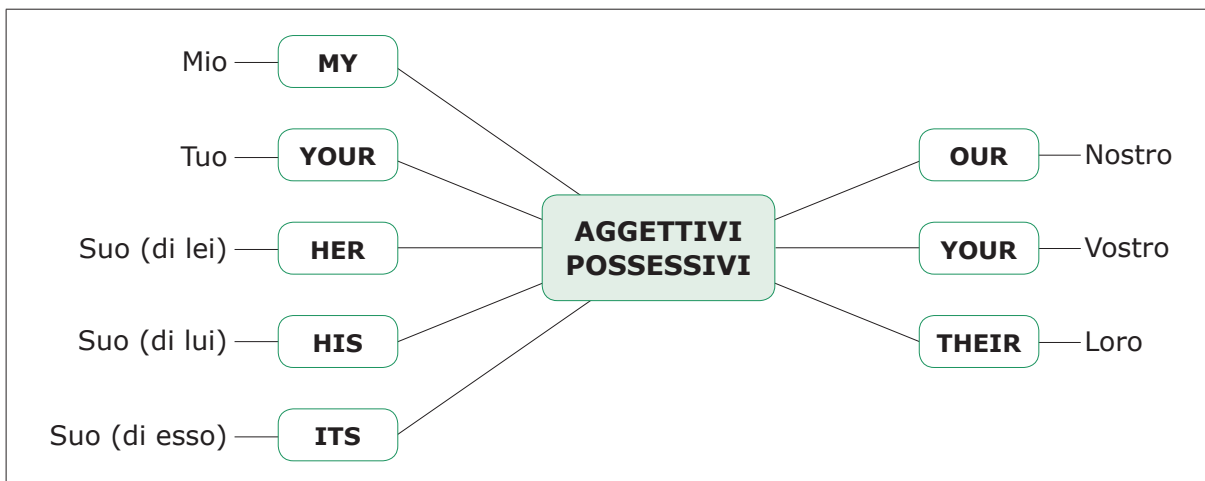 Mio
MY
Tuo
YOUR
Suo (di lei)
HER
Suo (di lui)
HIS
Suo (di esso)
ITS
AGGETTIVI
POSSESSIVI
OUR
Nostro
YOUR
Vostro
THEIR
Loro